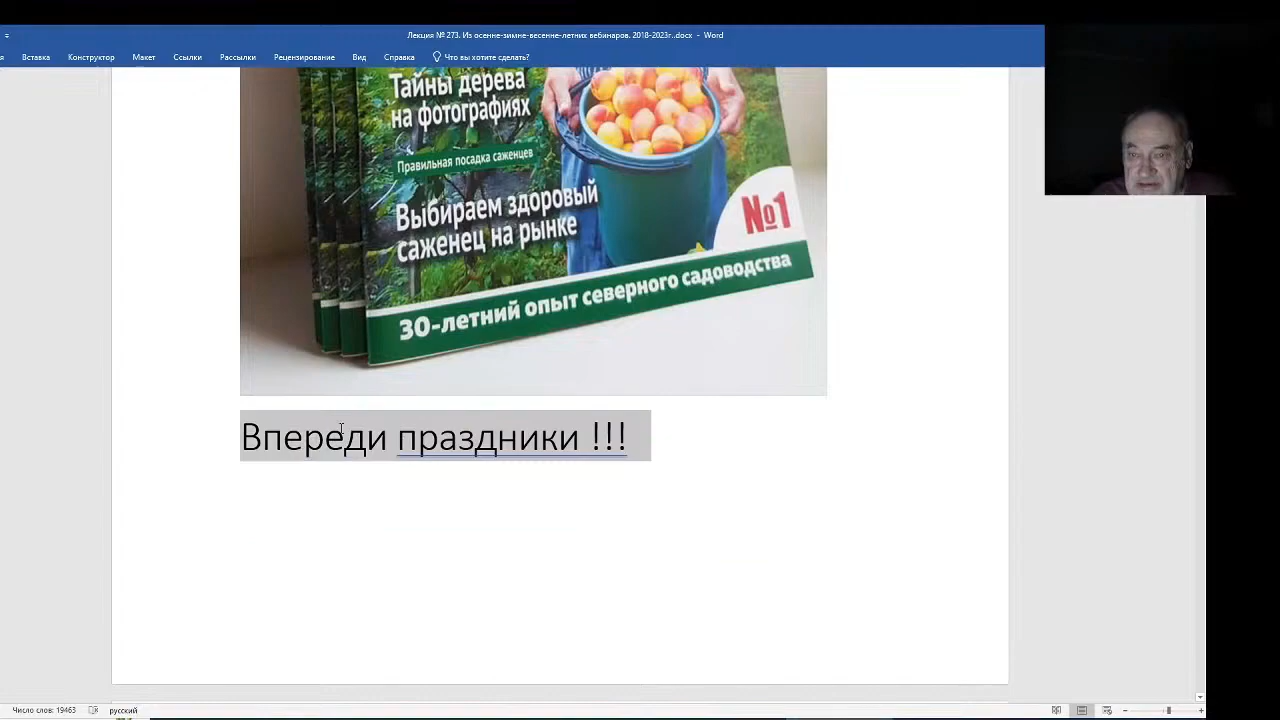 Лекция № 273. Из осенне-зимне-весенне-летних вебинаров. 2018-2023г..docx - Word
Вставка Конструктор Макет Ссылки Рассылки Рецензирование Вид Справка Что вы хотите сделать?
Тайны дерева
на фотографиях
Правильная посадка саженцев
Выбираем здоровый
саженец на рынке
№1
30-летний опыт северного садоводства
Впереди праздники !!!
Число слов: 19463 русский